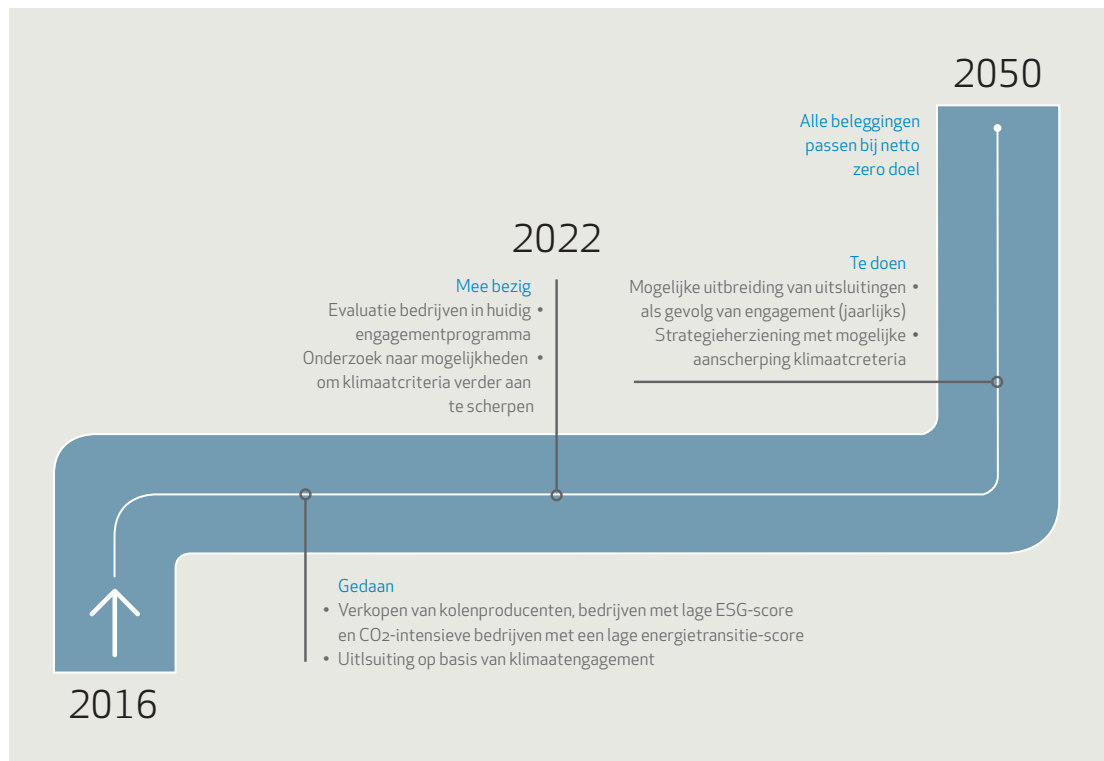 2050
Alle beleggingen
passen bij netto
zero doel
2022
Te doen
Mogelijke uitbreiding van uitsluitingen •
als gevolg van engagement (jaarlijks)
Strategieherziening met mogelijke •
aanscherping klimaatcreteria
Mee bezig
Evaluatie bedrijven in huidig •
engagementprogramma
Onderzoek naar mogelijkheden •
om klimaatcriteria verder aan
te scherpen
Gedaan
• Verkopen van kolenproducenten, bedrijven met lage ESG-score
en CO2-intensieve bedrijven met een lage energietransitie-score
• Uitlsuiting op basis van klimaatengagement
2016